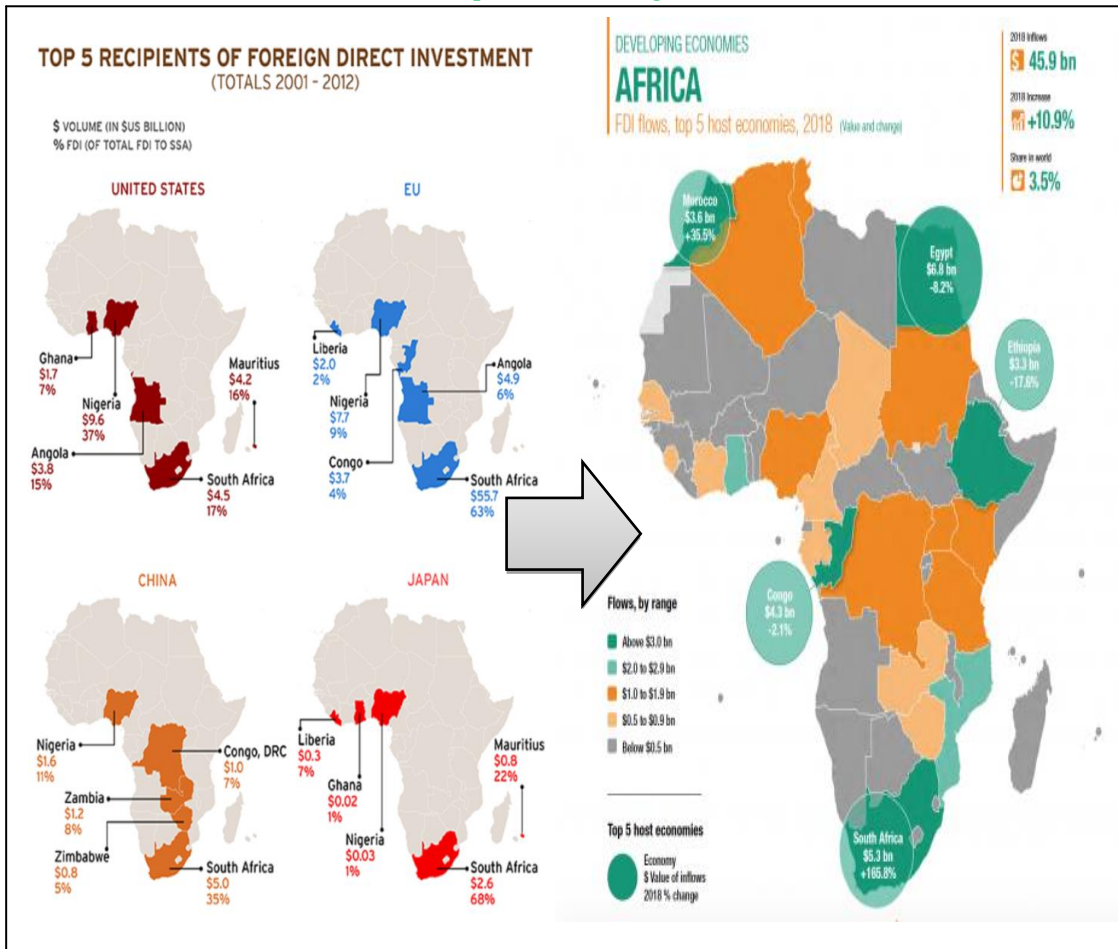 TOP 5 RECIPIENTS OF FOREIGN DIRECT INVESTMENT
(TOTALS 2001 - 2012)
$ VOLUME (IN $US BILLION)
% FDI (OF TOTAL FDI TO SSA)
UNITED STATES
Ghana
$1.7
7%
Nigeria
$9.6
37%
Mauritius
$4.2
16%
Angola
$3.8
15%
South Africa
$4.5
17%
EU
Liberia
$2.0
2%
Nigeria
$7.7
9%
Angola
$4.9
6%
Congo
$3.7
4%
South Africa
$55.7
63%
CHINA
Nigeria
$1.6
11%
Congo, DRC
$1.0
7%
Zambia
$1.2
8%
Zimbabwe
$0.8
5%
South Africa
$5.0
35%
JAPAN
Liberia
$0.3
7%
Ghana
$0.02
1%
Nigeria
$0.03
1%
Mauritius
$0.8
22%
South Africa
$2.6
68%
DEVELOPING ECONOMIES
AFRICA
FDI flows, top 5 host economies, 2018 (Value and change)
2018 Inflows
$ 45.9 bn
2018 Increase
+10.9%
Share in world
3.5%
Morocco
$3.6 bn
+35.5%
Egypt
$6.8 bn
-8.2%
Ethiopia
$3.3 bn
-17.6%
Congo
$4.3 bn
-2.1%
South Africa
$5.3 bn
+165.8%
Flows, by range
Above $3.0 bn
$2.0 to $2.9 bn
$1.0 to $1.9 bn
$0.5 to $0.9 bn
Below $0.5 bn
Top 5 host economies
Economy
$ Value of inflows
2018 % change